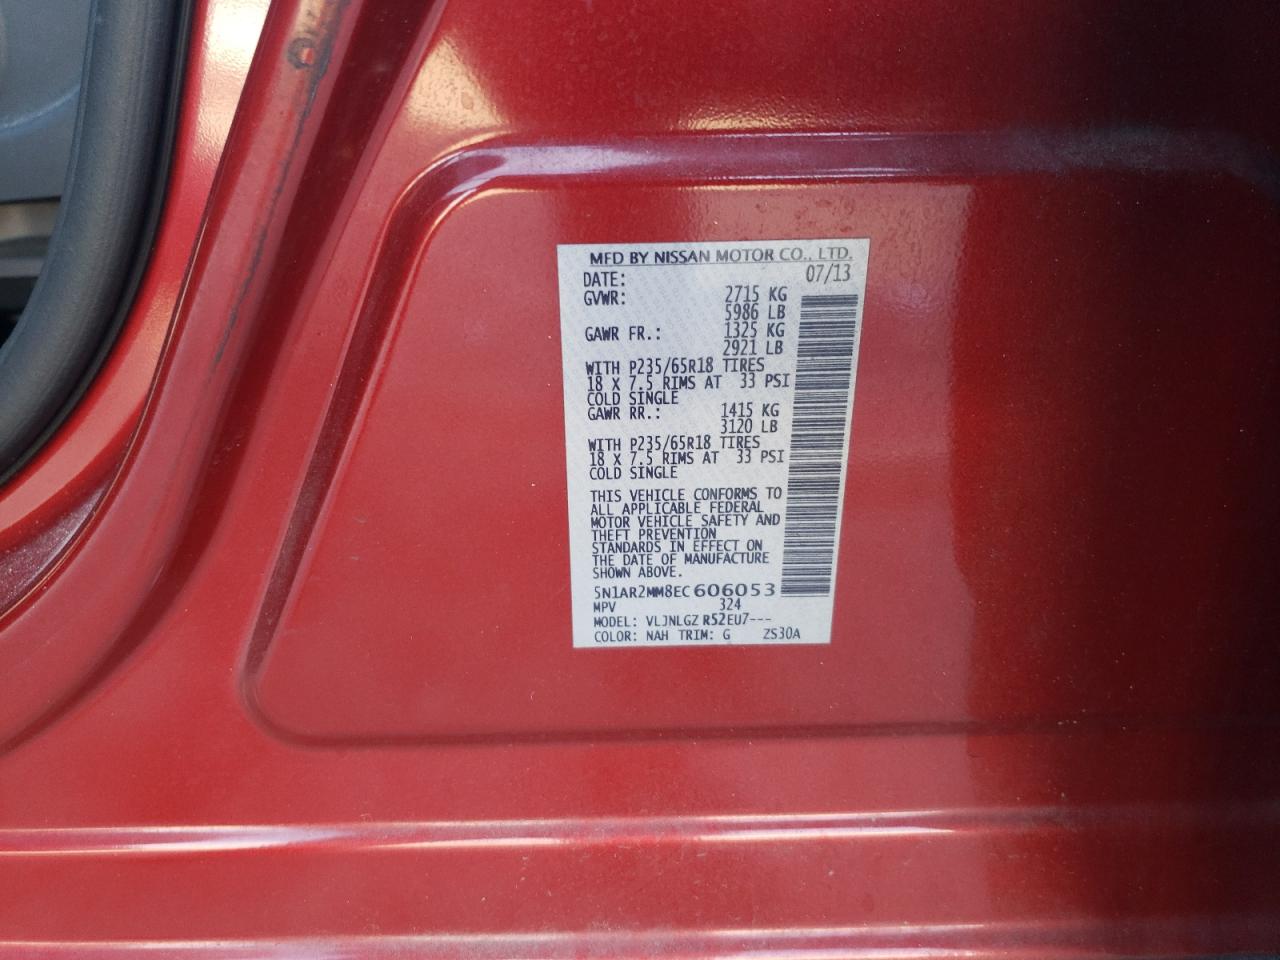 MFD BY NISSAN MOTOR CO., LTD.
DATE: 07/13
GVWR: 2715 KG
5986 LB
GAWR FR.: 1325 KG
2921 LB
WITH P235/65R18 TIRES
18 X 7.5 RIMS AT 33 PSI
COLD SINGLE
GAWR RR.: 1415 KG
3120 LB
WITH P235/65R18 TIRES
18 X 7.5 RIMS AT 33 PSI
COLD SINGLE
THIS VEHICLE CONFORMS TO
ALL APPLICABLE FEDERAL
MOTOR VEHICLE SAFETY AND
THEFT PREVENTION
STANDARDS IN EFFECT ON
THE DATE OF MANUFACTURE
SHOWN ABOVE.
5N1AR2MM8EC606053
MPV 324
MODEL: VLJNLGZ R52EU7---
COLOR: NAH TRIM: G ZS30A